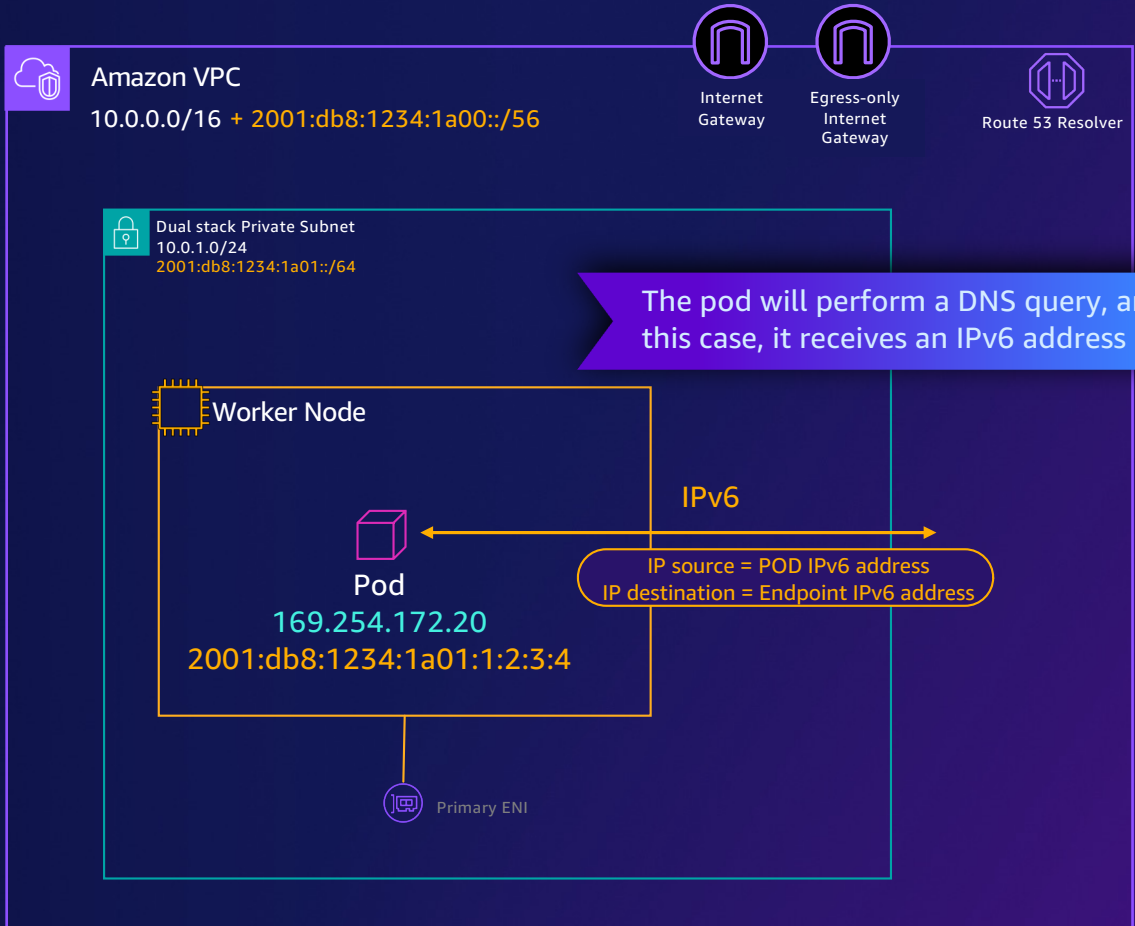 Amazon VPC
10.0.0.0/16 + 2001:db8:1234:1a00::/56
Internet
Gateway
Egress-only
Internet
Gateway
Route 53 Resolver
Dual stack Private Subnet
10.0.1.0/24
2001:db8:1234:1a01::/64
The pod will perform a DNS query,
this case, it receives an IPv6 address
Worker Node
IPv6
IP source = POD IPv6 address
IP destination = Endpoint IPv6 address
Pod
169.254.172.20
2001:db8:1234:1a01:1:2:3:4
Primary ENI